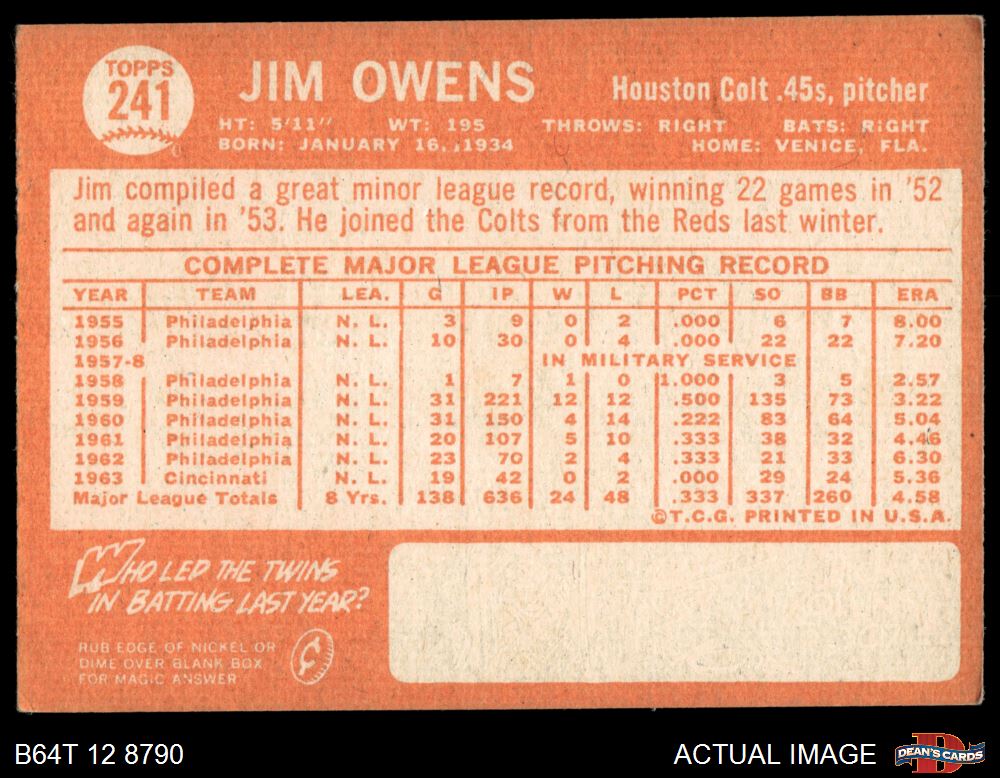 TOPPS
241
JIM OWENS
Houston Colt .45s, pitcher
HT: 5'11" WT: 195 THROWS: RIGHT BATS: RIGHT
BORN: JANUARY 16, 1934 HOME: VENICE, FLA.
Jim compiled a great minor league record, winning 22 games in '52
and again in '53. He joined the Colts from the Reds last winter.
COMPLETE MAJOR LEAGUE PITCHING RECORD
YEAR TEAM LEA. G IP W L PCT SO BB ERA
1955 Philadelphia N. L. 3 9 0 2 .000 6 7 8.00
1956 Philadelphia N. L. 10 30 0 4 .000 22 22 7.20
1957-8 IN MILITARY SERVICE
1958 Philadelphia N. L. 1 7 1 0 1.000 3 5 2.57
1959 Philadelphia N. L. 31 221 12 12 .500 135 73 3.22
1960 Philadelphia N. L. 31 150 4 14 .222 83 64 5.04
1961 Philadelphia N. L. 20 107 5 10 .333 38 32 4.46
1962 Philadelphia N. L. 23 70 2 4 .333 21 33 6.30
1963 Cincinnati N. L. 19 42 0 2 .000 29 24 5.36
Major League Totals 8 Yrs. 138 636 24 48 .333 337 260 4.58
©T.C.G. PRINTED IN U.S.A.
WHO LED THE TWINS
IN BATTING LAST YEAR?
RUB EDGE OF NICKEL OR
DIME OVER BLANK BOX
FOR MAGIC ANSWER
¢
B64T 12 8790
ACTUAL IMAGE
D
DEAN'S CARDS